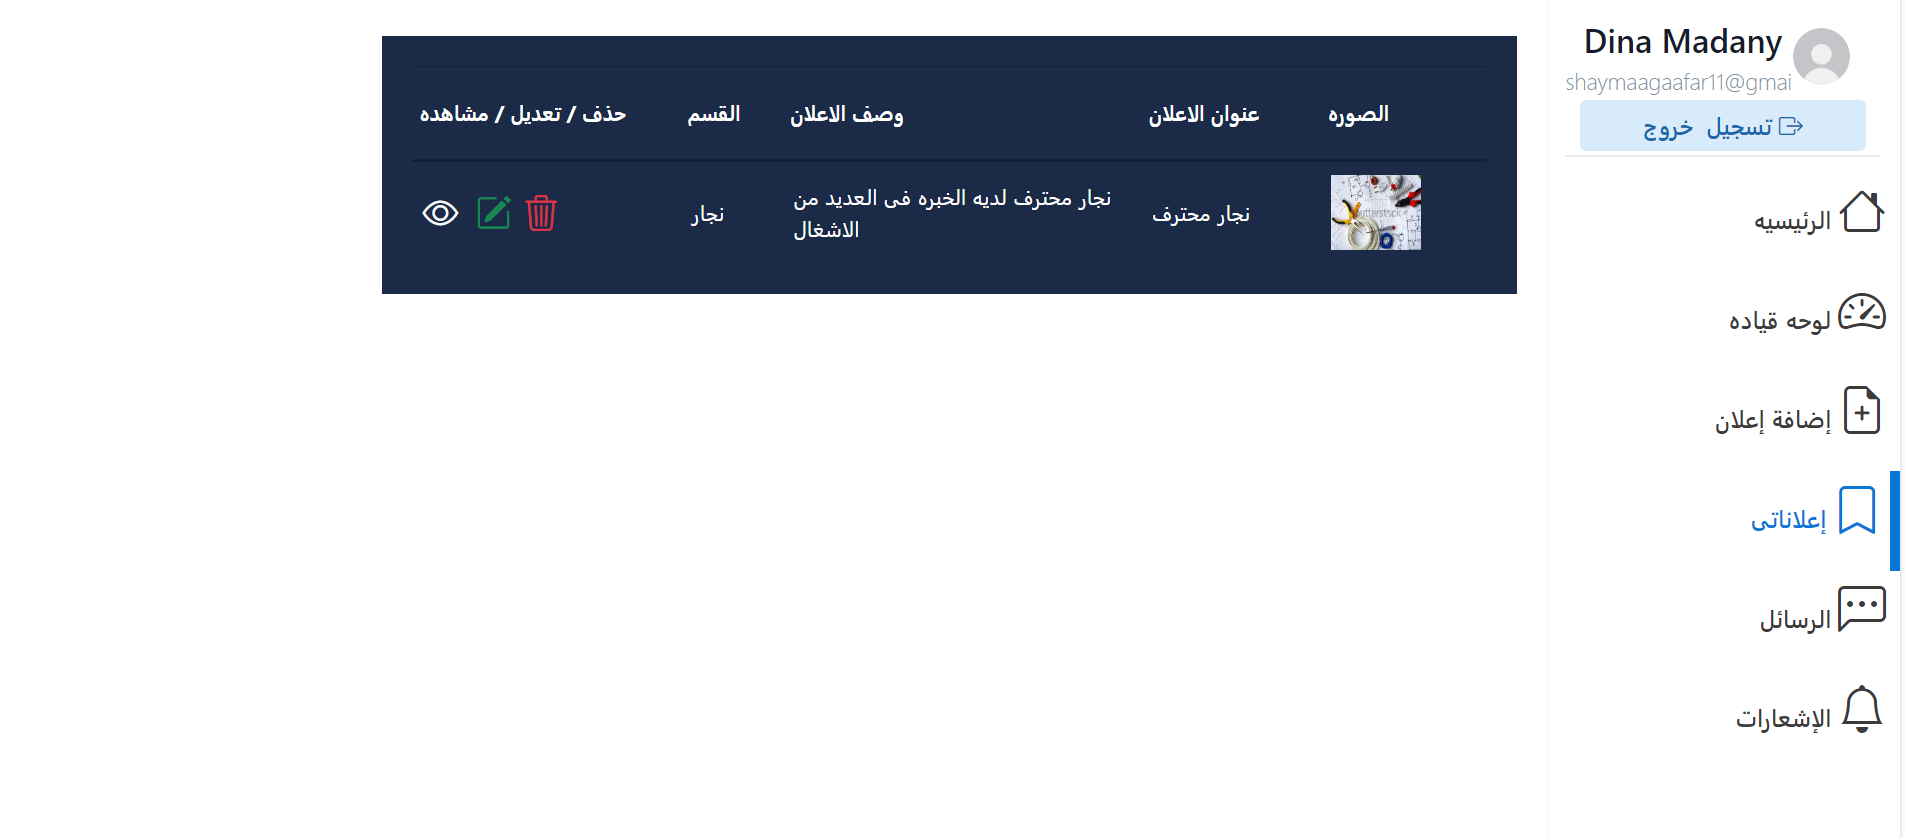 Dina Madany
shaymaagaafar11@gmai
تسجيل خروج
الرئيسيه
لوحه قياده
إضافة إعلان
إعلاناتى
الرسائل
الإشعارات
الصوره عنوان الاعلان وصف الاعلان القسم حذف / تعديل / مشاهده
نجار محترف نجار محترف لديه الخبره فى العديد من الاشغال نجار